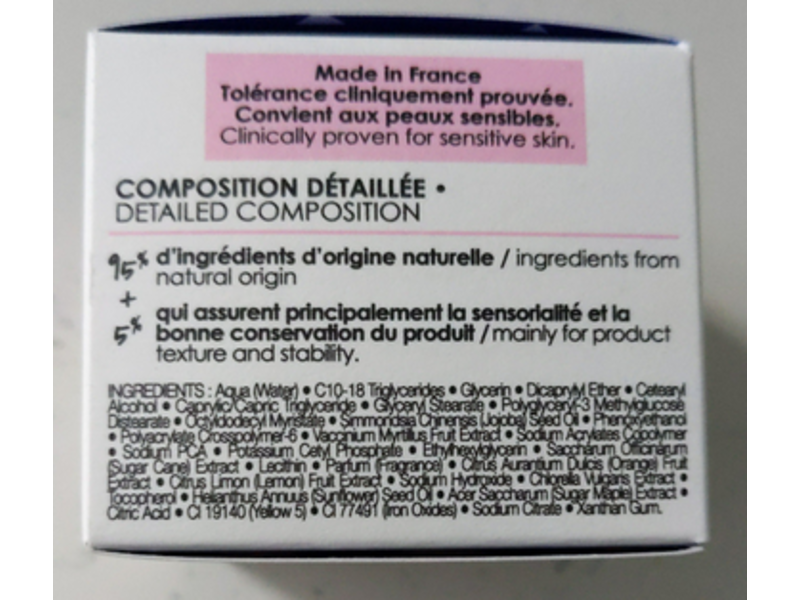 Made in France
Tolérance cliniquement prouvée.
Convient aux peaux sensibles.
Clinically proven for sensitive skin.
COMPOSITION DÉTAILLÉE •
DETAILED COMPOSITION
95% d'ingrédients d'origine naturelle / ingredients from
natural origin
+
5% qui assurent principalement la sensorialité et la
bonne conservation du produit / mainly for product
texture and stability.
INGREDIENTS : Aqua (Water) • C10-18 Triglycerides • Glycerin • Dicaprylyl Ether • Cetearyl
Alcohol • Caprylic/Capric Triglyceride • Glyceryl Stearate • Polyglyceryl-3 Methylglucose
Distearate • Octyldodecyl Myristate • Simmondsia Chinensis (Jojoba) Seed Oil • Phenoxyethanol
• Polyacrylate Crosspolymer-6 • Vaccinium Myrtillus Fruit Extract • Sodium Acrylates Copolymer
• Sodium PCA • Potassium Cetyl Phosphate • Ethylhexylglycerin • Saccharum Officinarum
(Sugar Cane) Extract • Lecithin • Parfum (Fragrance) • Citrus Aurantium Dulcis (Orange) Fruit
Extract • Citrus Limon (Lemon) Fruit Extract • Sodium Hydroxide • Chlorella Vulgaris Extract •
Tocopherol • Helianthus Annuus (Sunflower) Seed Oil • Acer Saccharum (Sugar Maple) Extract •
Citric Acid • CI 19140 (Yellow 5) • CI 77491 (Iron Oxides) • Sodium Citrate • Xanthan Gum.